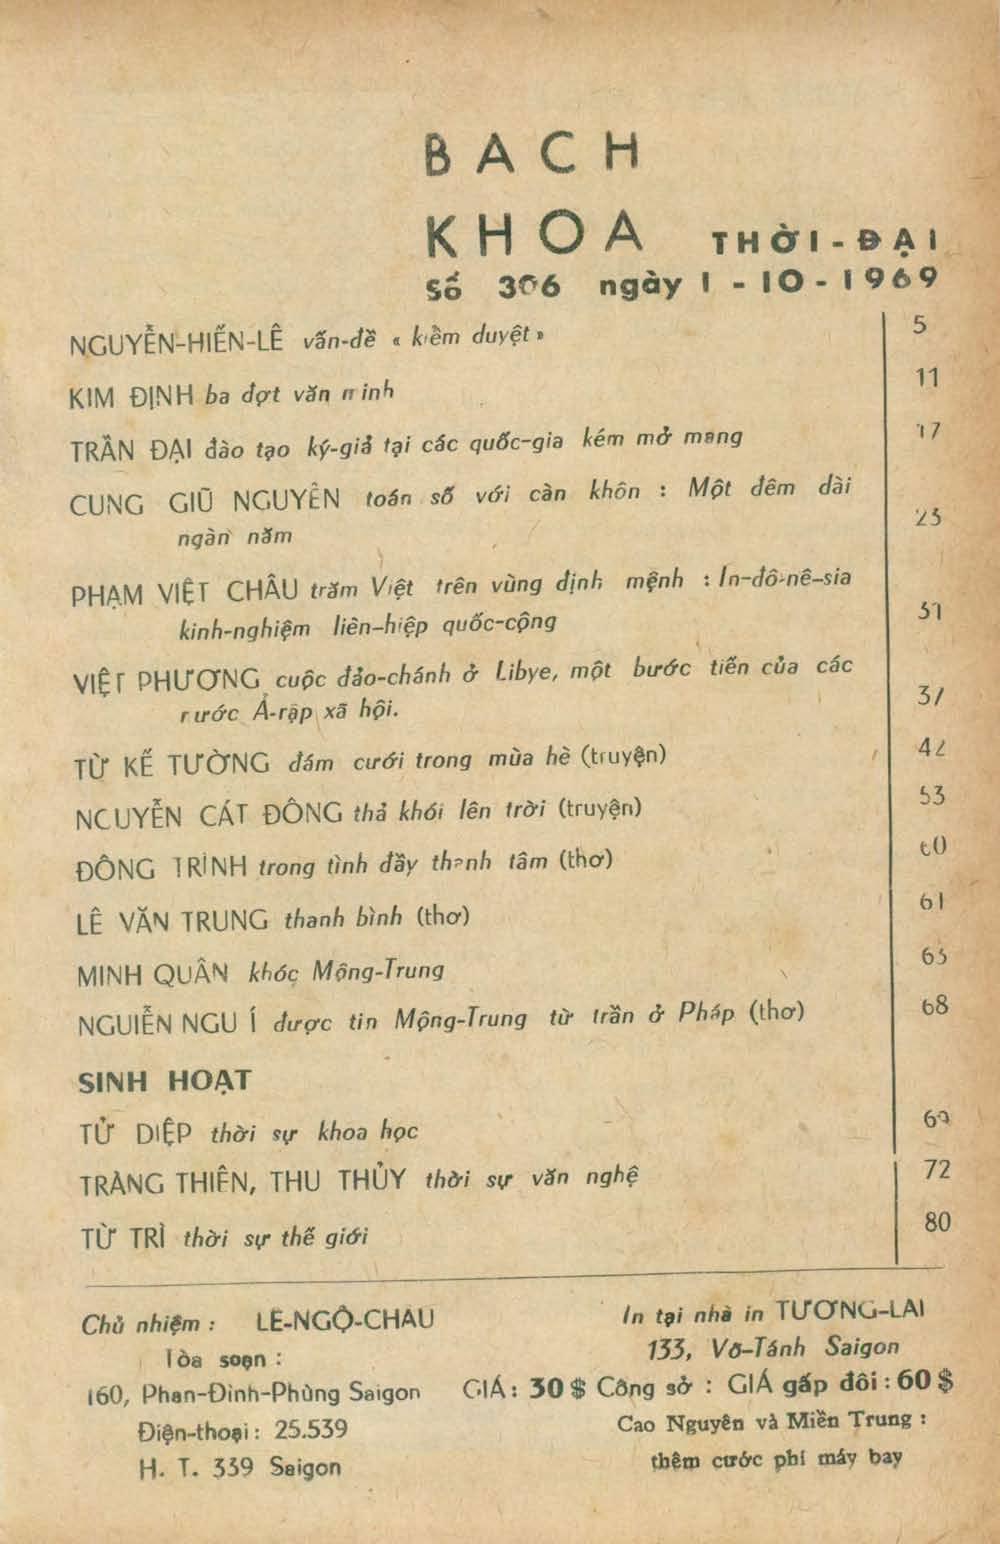 BACH
KHOA THỜI-ĐẠI
Số 306 ngày 1-10-1969
NGUYỄN-HIẾN-LÊ vấn-đề « kiểm duyệt » 5
KIM ĐỊNH ba đợt văn minh 11
TRẦN ĐẠI đào tạo ký-giả tại các quốc-gia kém mở mang 17
CUNG GIŨ NGUYÊN toán số với càn khôn : Một đêm dài
ngàn năm 23
PHẠM VIỆT CHÂU trăm Việt trên vùng định mệnh : In-đô-nê-sia
kinh-nghiệm liên-hiệp quốc-cộng 31
VIỆT PHƯƠNG cuộc đảo-chánh ở Libye, một bước tiến của các
nước Ả-rập xã hội. 37
TỪ KẾ TƯỜNG đám cưới trong mùa hè (truyện) 42
NGUYỄN CÁT ĐÔNG thả khói lên trời (truyện) 53
ĐÔNG TRÌNH trong tình đầy thanh tâm (thơ) 60
LÊ VĂN TRUNG thanh bình (thơ) 61
MINH QUÂN khóc Mộng-Trung 63
NGUIỄN NGU Í được tin Mộng-Trung từ trần ở Pháp (thơ) 68
SINH HOẠT
TỬ DIỆP thời sự khoa học 69
TRÀNG THIÊN, THU THỦY thời sự văn nghệ 72
TỪ TRÌ thời sự thế giới 80
Chủ nhiệm : LÊ-NGỘ-CHÂU
Tòa soạn :
160, Phan-Đình-Phùng Saigon
Điện-thoại : 25.539
H. T. 339 Saigon
In tại nhà in TƯƠNG-LAI
133, Võ-Tánh Saigon
GIÁ : 30 $ Công sở : GIÁ gấp đôi : 60 $
Cao Nguyên và Miền Trung :
thêm cước phí máy bay